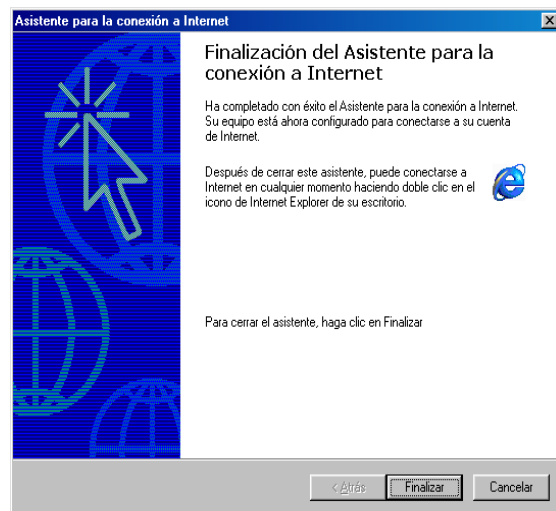 Asistente para la conexión a Internet
Finalización del Asistente para la
conexión a Internet
Ha completado con éxito el Asistente para la conexión a Internet.
Su equipo está ahora configurado para conectarse a su cuenta
de Internet.
Después de cerrar este asistente, puede conectarse a
Internet en cualquier momento haciendo doble clic en el
icono de Internet Explorer de su escritorio.
Para cerrar el asistente, haga clic en Finalizar
< Atrás Finalizar Cancelar